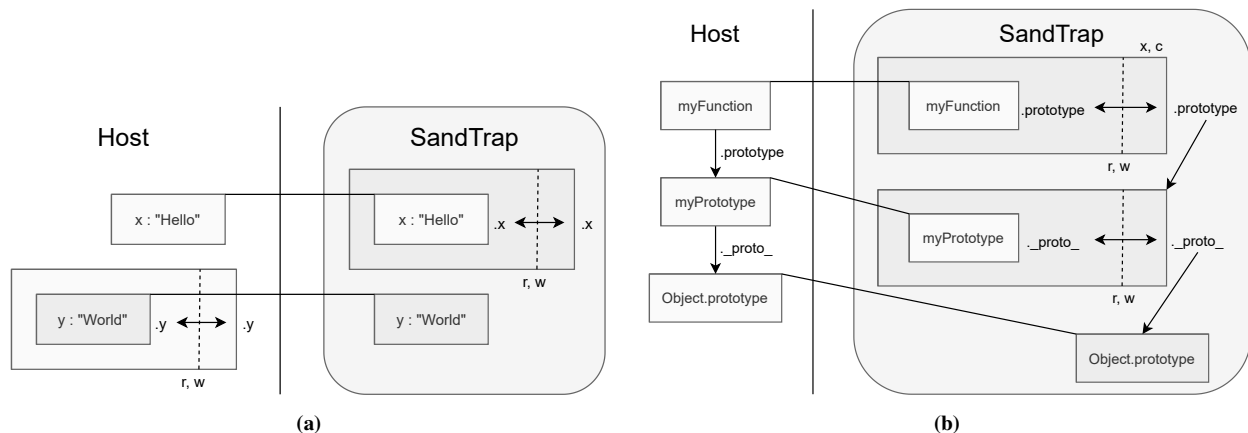 Host
SandTrap
x : "Hello"
x : "Hello"
.x
.x
r, w
y : "World"
.y
.y
y : "World"
r, w
(a)
Host
SandTrap
x, c
myFunction
myFunction
.prototype
.prototype
.prototype
r, w
myPrototype
myPrototype
._proto_
._proto_
._proto_
r, w
Object.prototype
Object.prototype
(b)